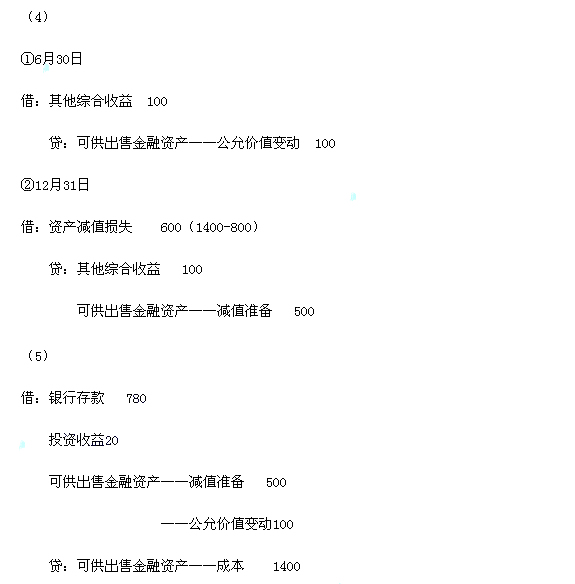 （4）
①6月30日
借：其他综合收益  100
贷：可供出售金融资产——公允价值变动  100
②12月31日
借：资产减值损失  600（1400-800）
贷：其他综合收益  100
可供出售金融资产——减值准备  500
（5）
借：银行存款  780
投资收益20
可供出售金融资产——减值准备  500
——公允价值变动100
贷：可供出售金融资产——成本  1400